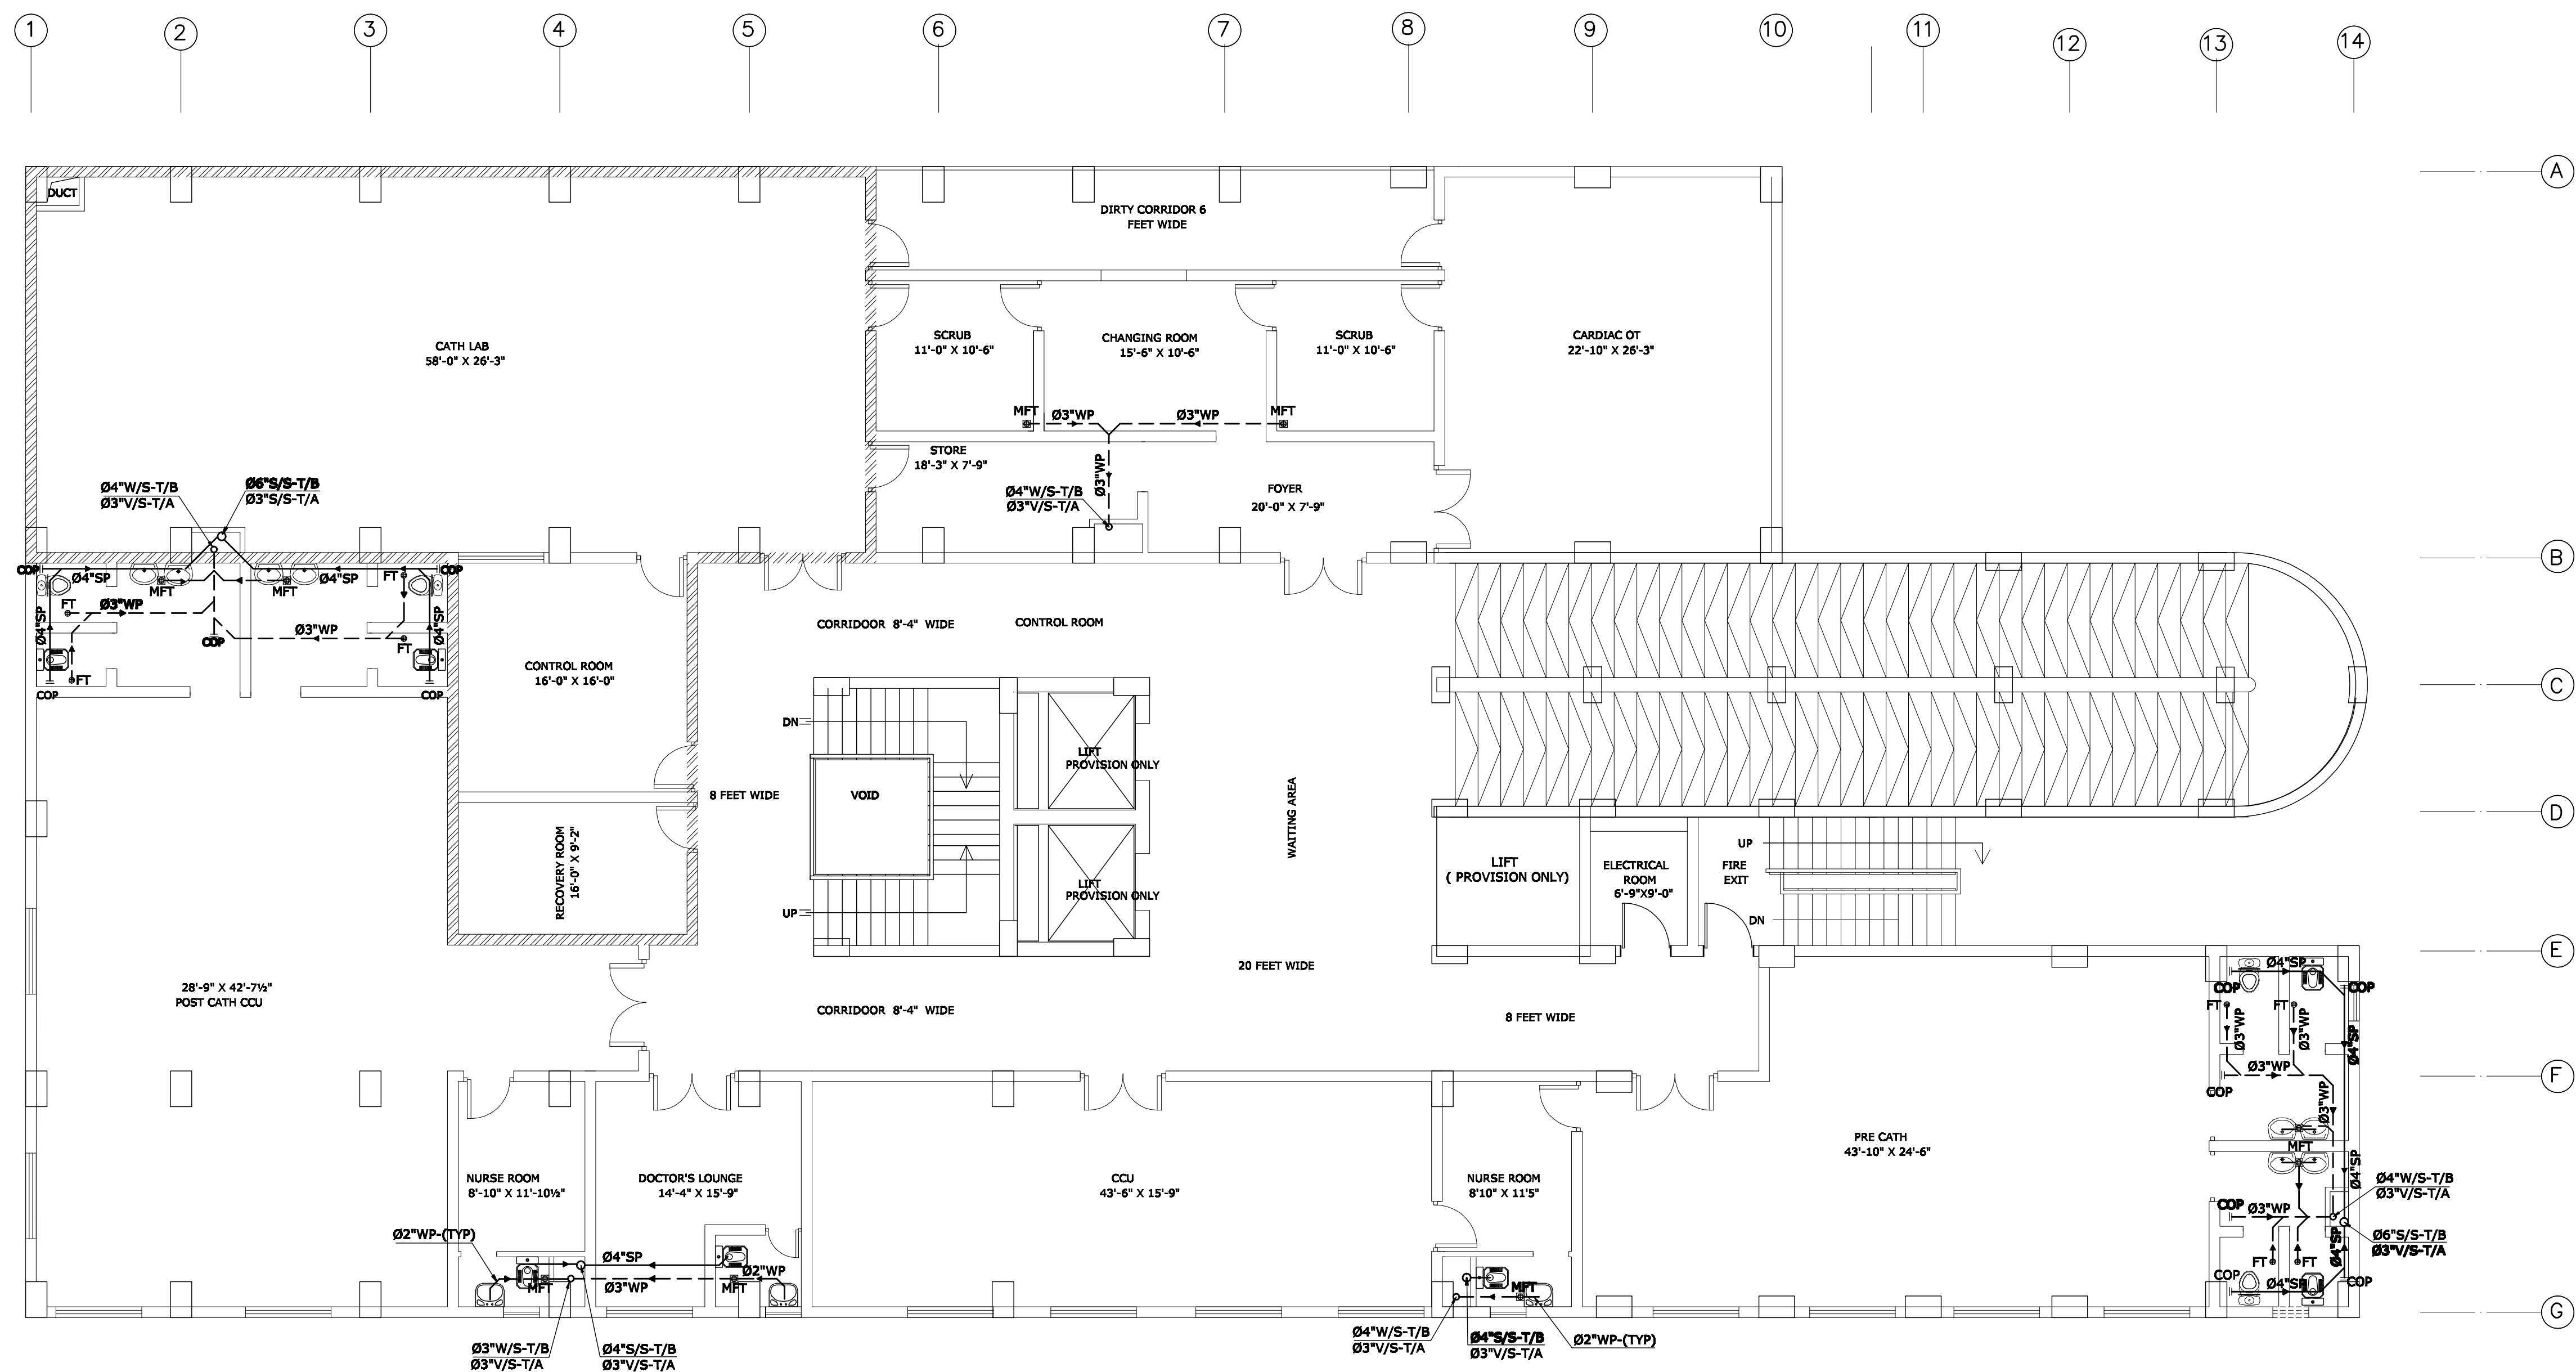 1
2
3
4
5
6
7
8
9
10
11
12
13
14
A
B
C
D
E
F
G
DUCT
DIRTY CORRIDOR 6
FEET WIDE
CATH LAB
58'-0" X 26'-3"
SCRUB
11'-0" X 10'-6"
CHANGING ROOM
15'-6" X 10'-6"
SCRUB
11'-0" X 10'-6"
CARDIAC OT
22'-10" X 26'-3"
MFT
Ø3"WP
Ø3"WP
MFT
STORE
18'-3" X 7'-9"
Ø3"WP
Ø4"W/S-T/B
Ø3"V/S-T/A
FOYER
20'-0" X 7'-9"
Ø4"W/S-T/B
Ø3"V/S-T/A
Ø6"S/S-T/B
Ø3"S/S-T/A
COP
Ø4"SP
MFT
MFT
Ø4"SP
FT
COP
FT
Ø3"WP
Ø4"SP
COP
Ø3"WP
FT
Ø4"SP
FT
COP
COP
CORRIDOOR 8'-4" WIDE
CONTROL ROOM
CONTROL ROOM
16'-0" X 16'-0"
DN
LIFT
PROVISION ONLY
8 FEET WIDE
VOID
WAITING AREA
RECOVERY ROOM
16'-0" X 9'-2"
UP
LIFT
PROVISION ONLY
LIFT
( PROVISION ONLY)
ELECTRICAL
ROOM
6'-9"X9'-0"
FIRE
EXIT
UP
DN
28'-9" X 42'-7½"
POST CATH CCU
20 FEET WIDE
CORRIDOOR 8'-4" WIDE
8 FEET WIDE
Ø4"SP
COP
COP
FT
FT
Ø3"WP
Ø3"WP
Ø4"SP
Ø3"WP
COP
Ø3"WP
MFT
PRE CATH
43'-10" X 24'-6"
Ø4"SP
Ø4"W/S-T/B
Ø3"V/S-T/A
COP
Ø3"WP
Ø6"S/S-T/B
Ø3"V/S-T/A
Ø4"SP
FT
FT
COP
Ø4"SP
COP
NURSE ROOM
8'-10" X 11'-10½"
DOCTOR'S LOUNGE
14'-4" X 15'-9"
CCU
43'-6" X 15'-9"
NURSE ROOM
8'10" X 11'5"
Ø2"WP-(TYP)
Ø4"SP
Ø2"WP
MFT
Ø3"WP
MFT
MFT
Ø3"W/S-T/B
Ø3"V/S-T/A
Ø4"S/S-T/B
Ø3"V/S-T/A
Ø4"W/S-T/B
Ø3"V/S-T/A
Ø4"S/S-T/B
Ø3"V/S-T/A
Ø2"WP-(TYP)